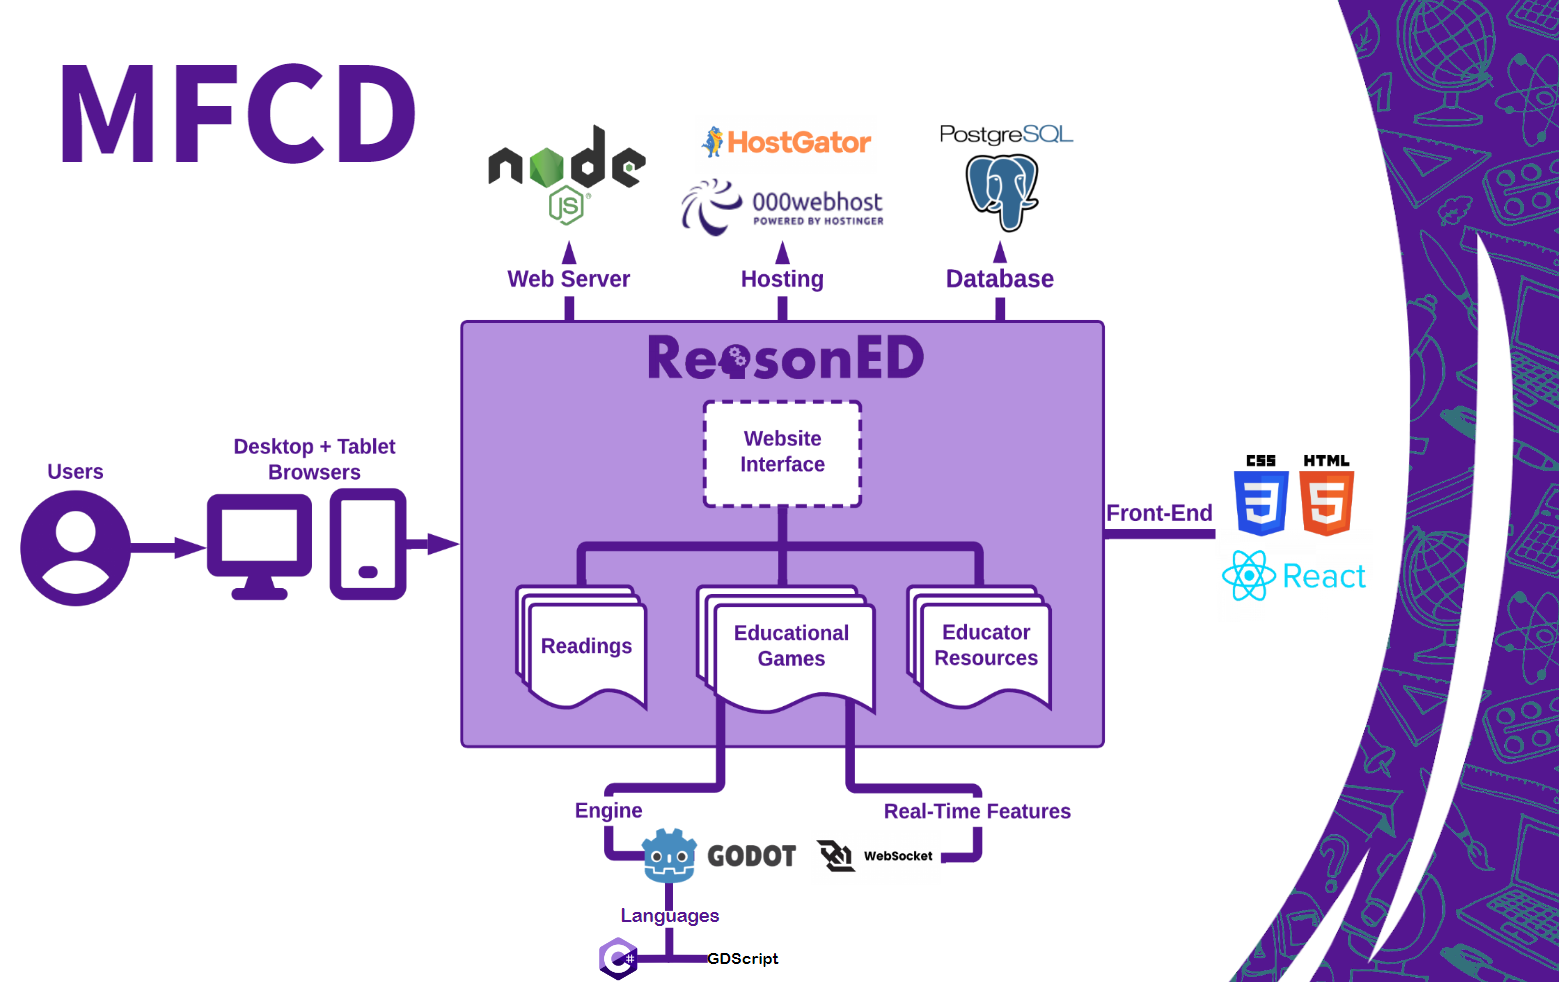 MFCD
node
JS
HostGator
000webhost
POWERED BY HOSTINGER
PostgreSQL
Web Server
Hosting
Database
ReasonED
Website
Interface
Users
Desktop + Tablet
Browsers
Front-End
CSS
HTML
3
5
React
Readings
Educational
Games
Educator
Resources
Engine
Real-Time Features
GODOT
WebSocket
Languages
C#
GDScript